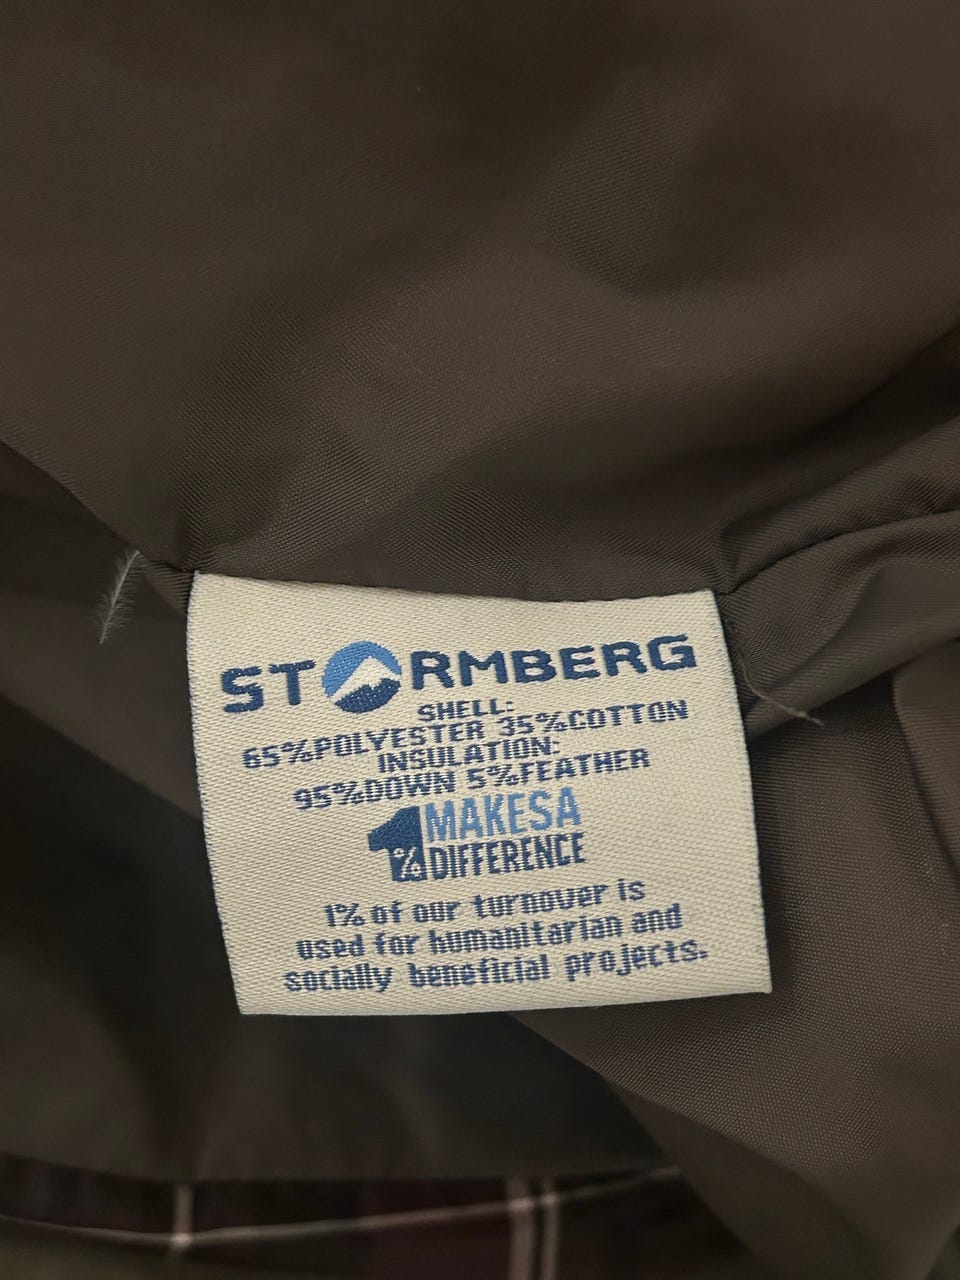 STORMBERG
SHELL:
65%POLYESTER 35%COTTON
INSULATION:
95%DOWN 5%FEATHER
1% MAKESA
DIFFERENCE
1% of our turnover is
used for humanitarian and
socially beneficial projects.